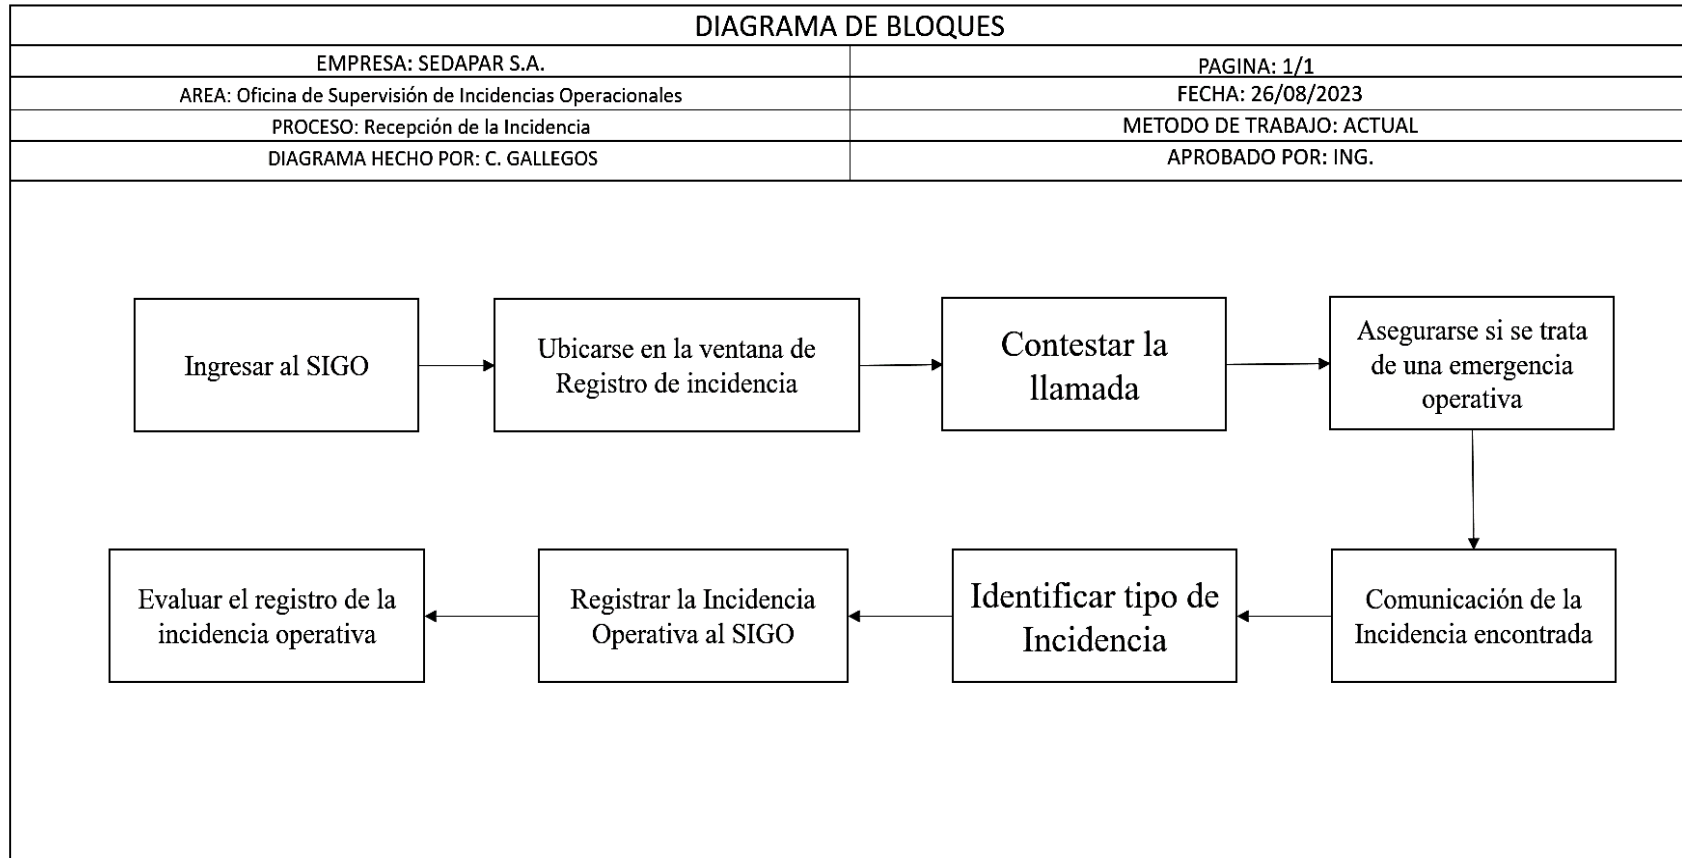 DIAGRAMA DE BLOQUES
EMPRESA: SEDAPAR S.A.
PAGINA: 1/1
AREA: Oficina de Supervisión de Incidencias Operacionales
FECHA: 26/08/2023
PROCESO: Recepción de la Incidencia
METODO DE TRABAJO: ACTUAL
DIAGRAMA HECHO POR: C. GALLEGOS
APROBADO POR: ING.
Ingresar al SIGO
Ubicarse en la ventana de
Registro de incidencia
Contestar la
llamada
Asegurarse si se trata
de una emergencia
operativa
Comunicación de la
Incidencia encontrada
Identificar tipo de
Incidencia
Registrar la Incidencia
Operativa al SIGO
Evaluar el registro de la
incidencia operativa